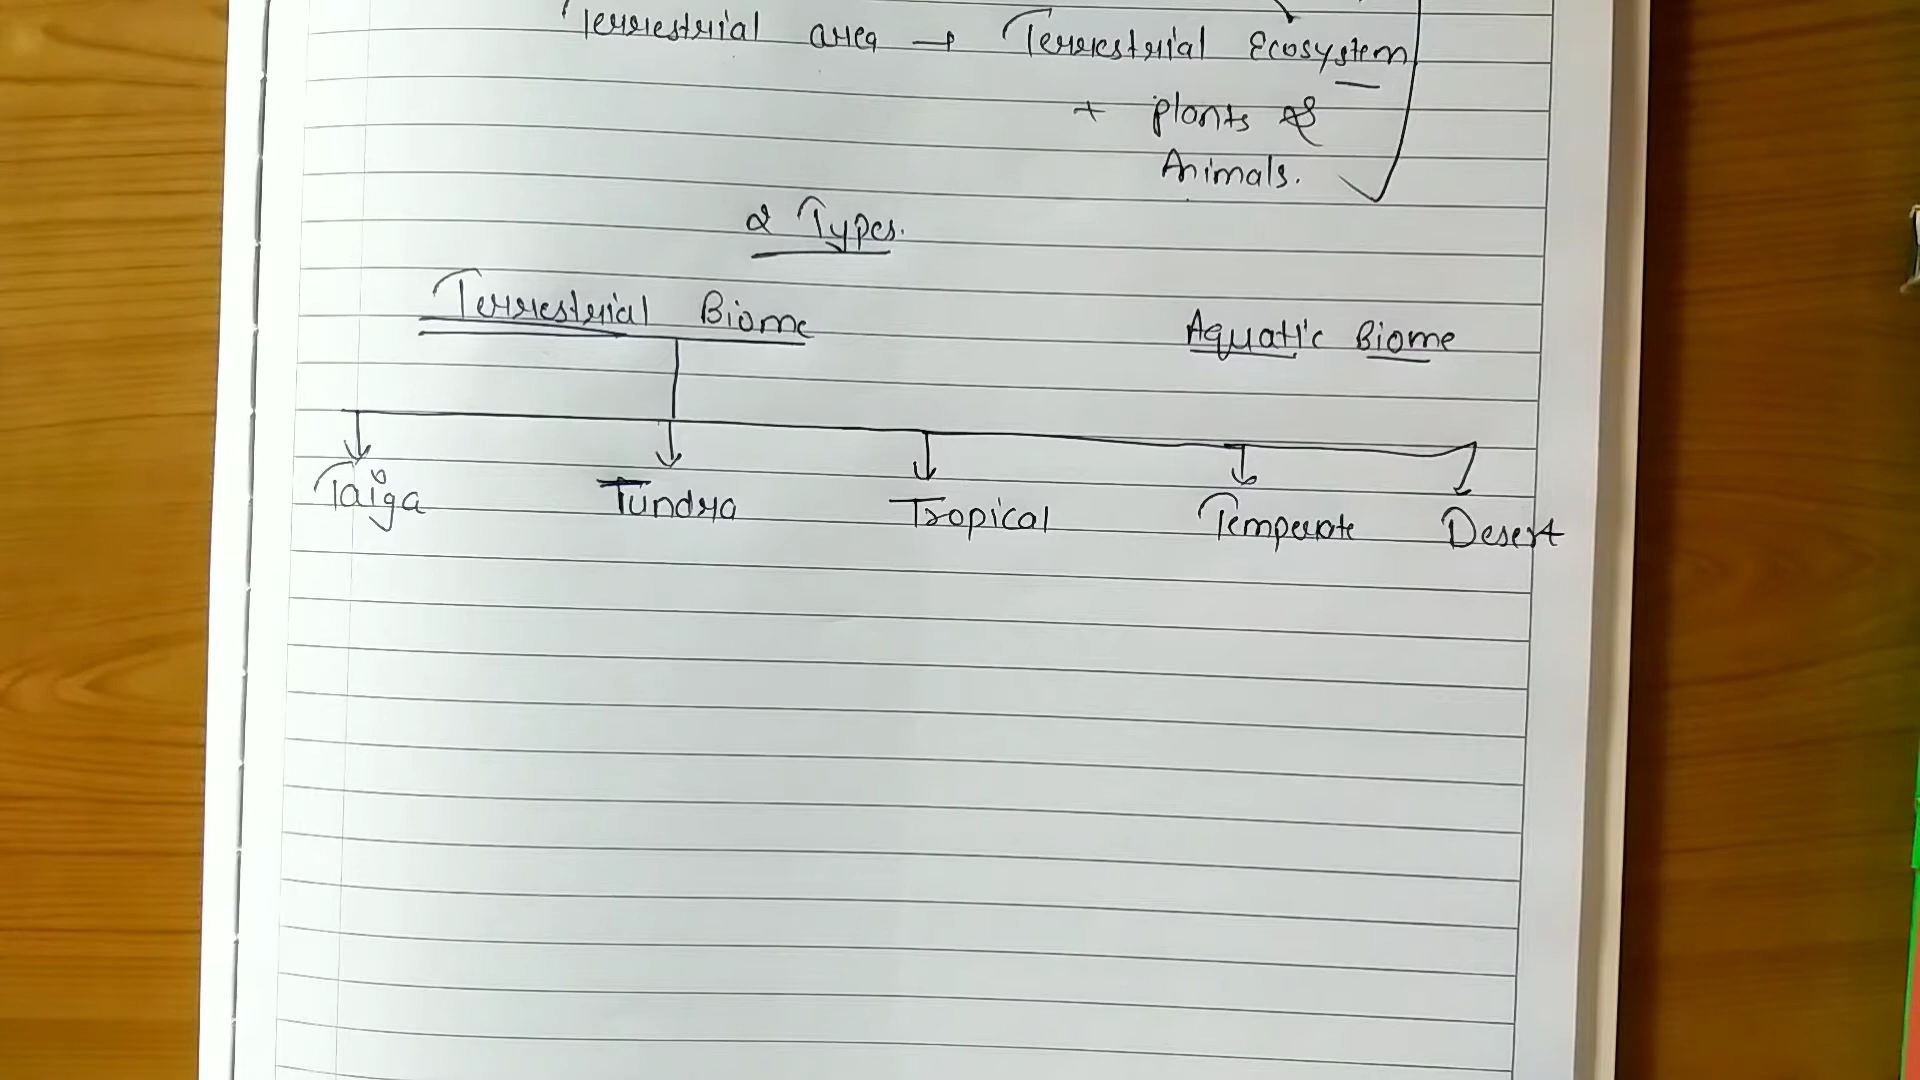 Terrestrial area → Terrestrial Ecosystem
+ plants &
Animals.
2 Types.
Terrestrial Biome Aquatic Biome
Taiga Tundra Tropical Temperate Desert